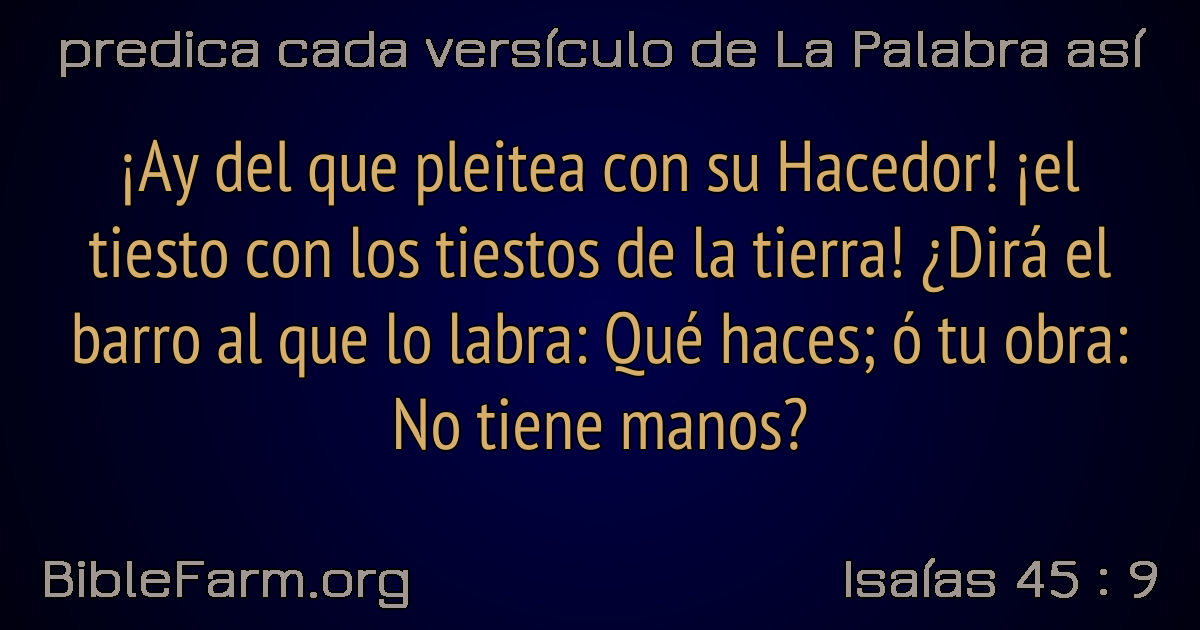 predica cada versículo de La Palabra así
¡Ay del que pleitea con su Hacedor! ¡el
tiesto con los tiestos de la tierra! ¿Dirá el
barro al que lo labra: Qué haces; ó tu obra:
No tiene manos?
BibleFarm.org
Isaías 45 : 9